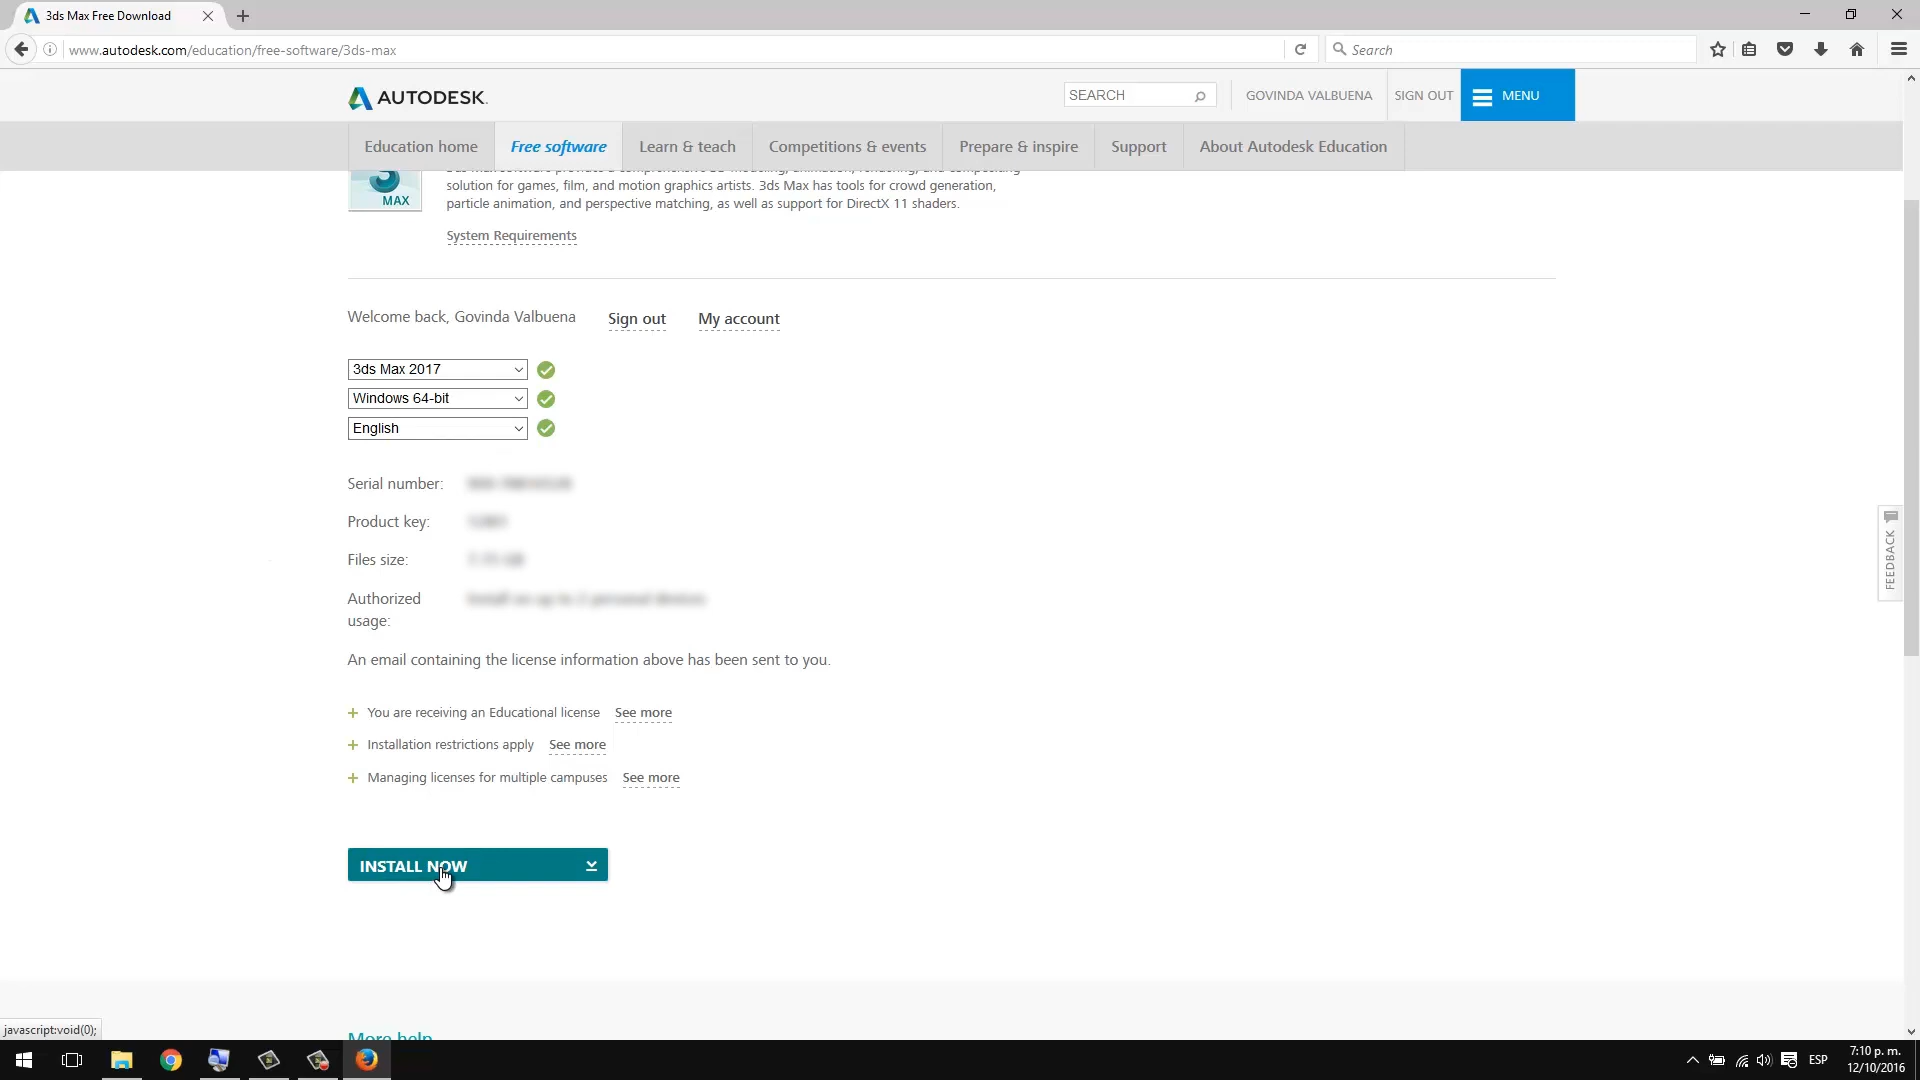 3ds Max Free Download
www.autodesk.com/education/free-software/3ds-max
Search
AUTODESK.
SEARCH
GOVINDA VALBUENA
SIGN OUT
MENU
Education home
Free software
Learn & teach
Competitions & events
Prepare & inspire
Support
About Autodesk Education
3
MAX
solution for games, film, and motion graphics artists. 3ds Max has tools for crowd generation,
particle animation, and perspective matching, as well as support for DirectX 11 shaders.
System Requirements
Welcome back, Govinda Valbuena
Sign out
My account
3ds Max 2017
Windows 64-bit
English
Serial number:
Product key:
Files size:
Authorized
usage:
An email containing the license information above has been sent to you.
You are receiving an Educational license See more
Installation restrictions apply See more
Managing licenses for multiple campuses See more
INSTALL NOW
FEEDBACK
javascript:void(0);
More help
ESP
7:10 p. m.
12/10/2016